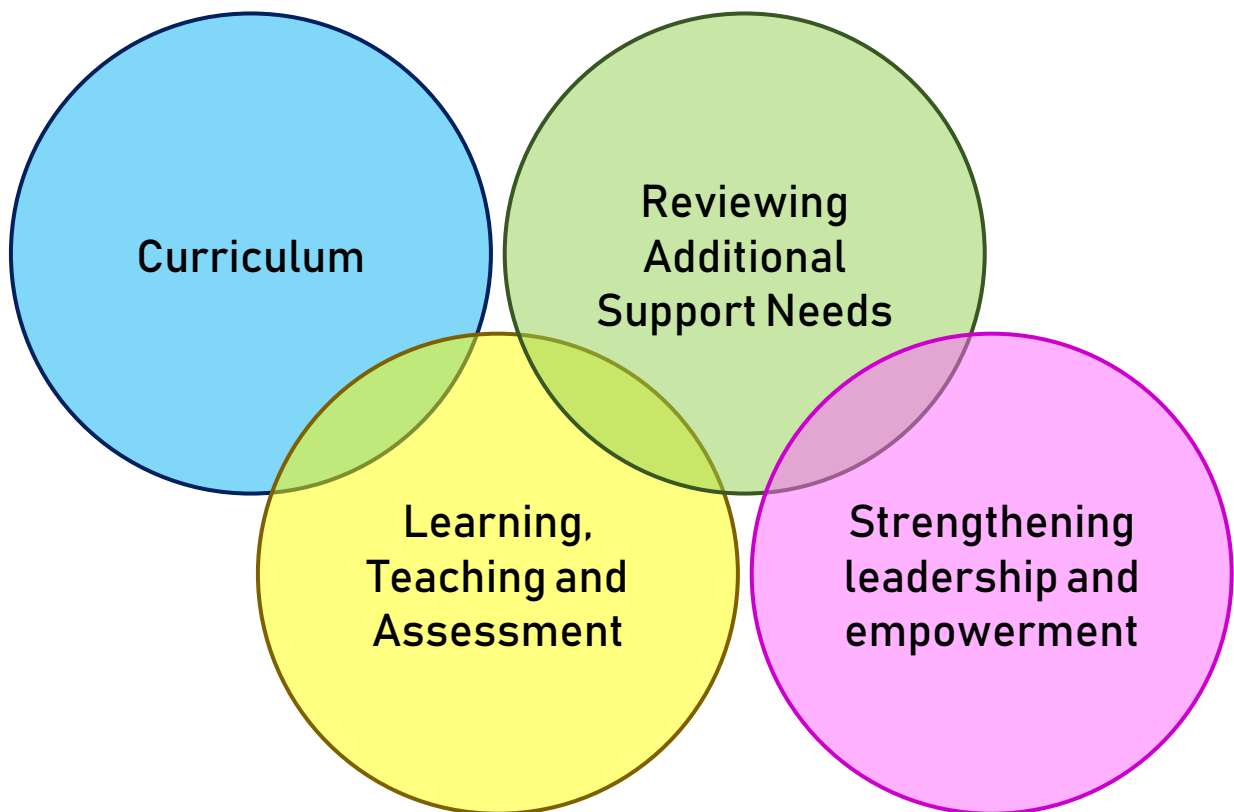 Curriculum
Reviewing
Additional
Support Needs
Learning,
Teaching and
Assessment
Strengthening
leadership and
empowerment